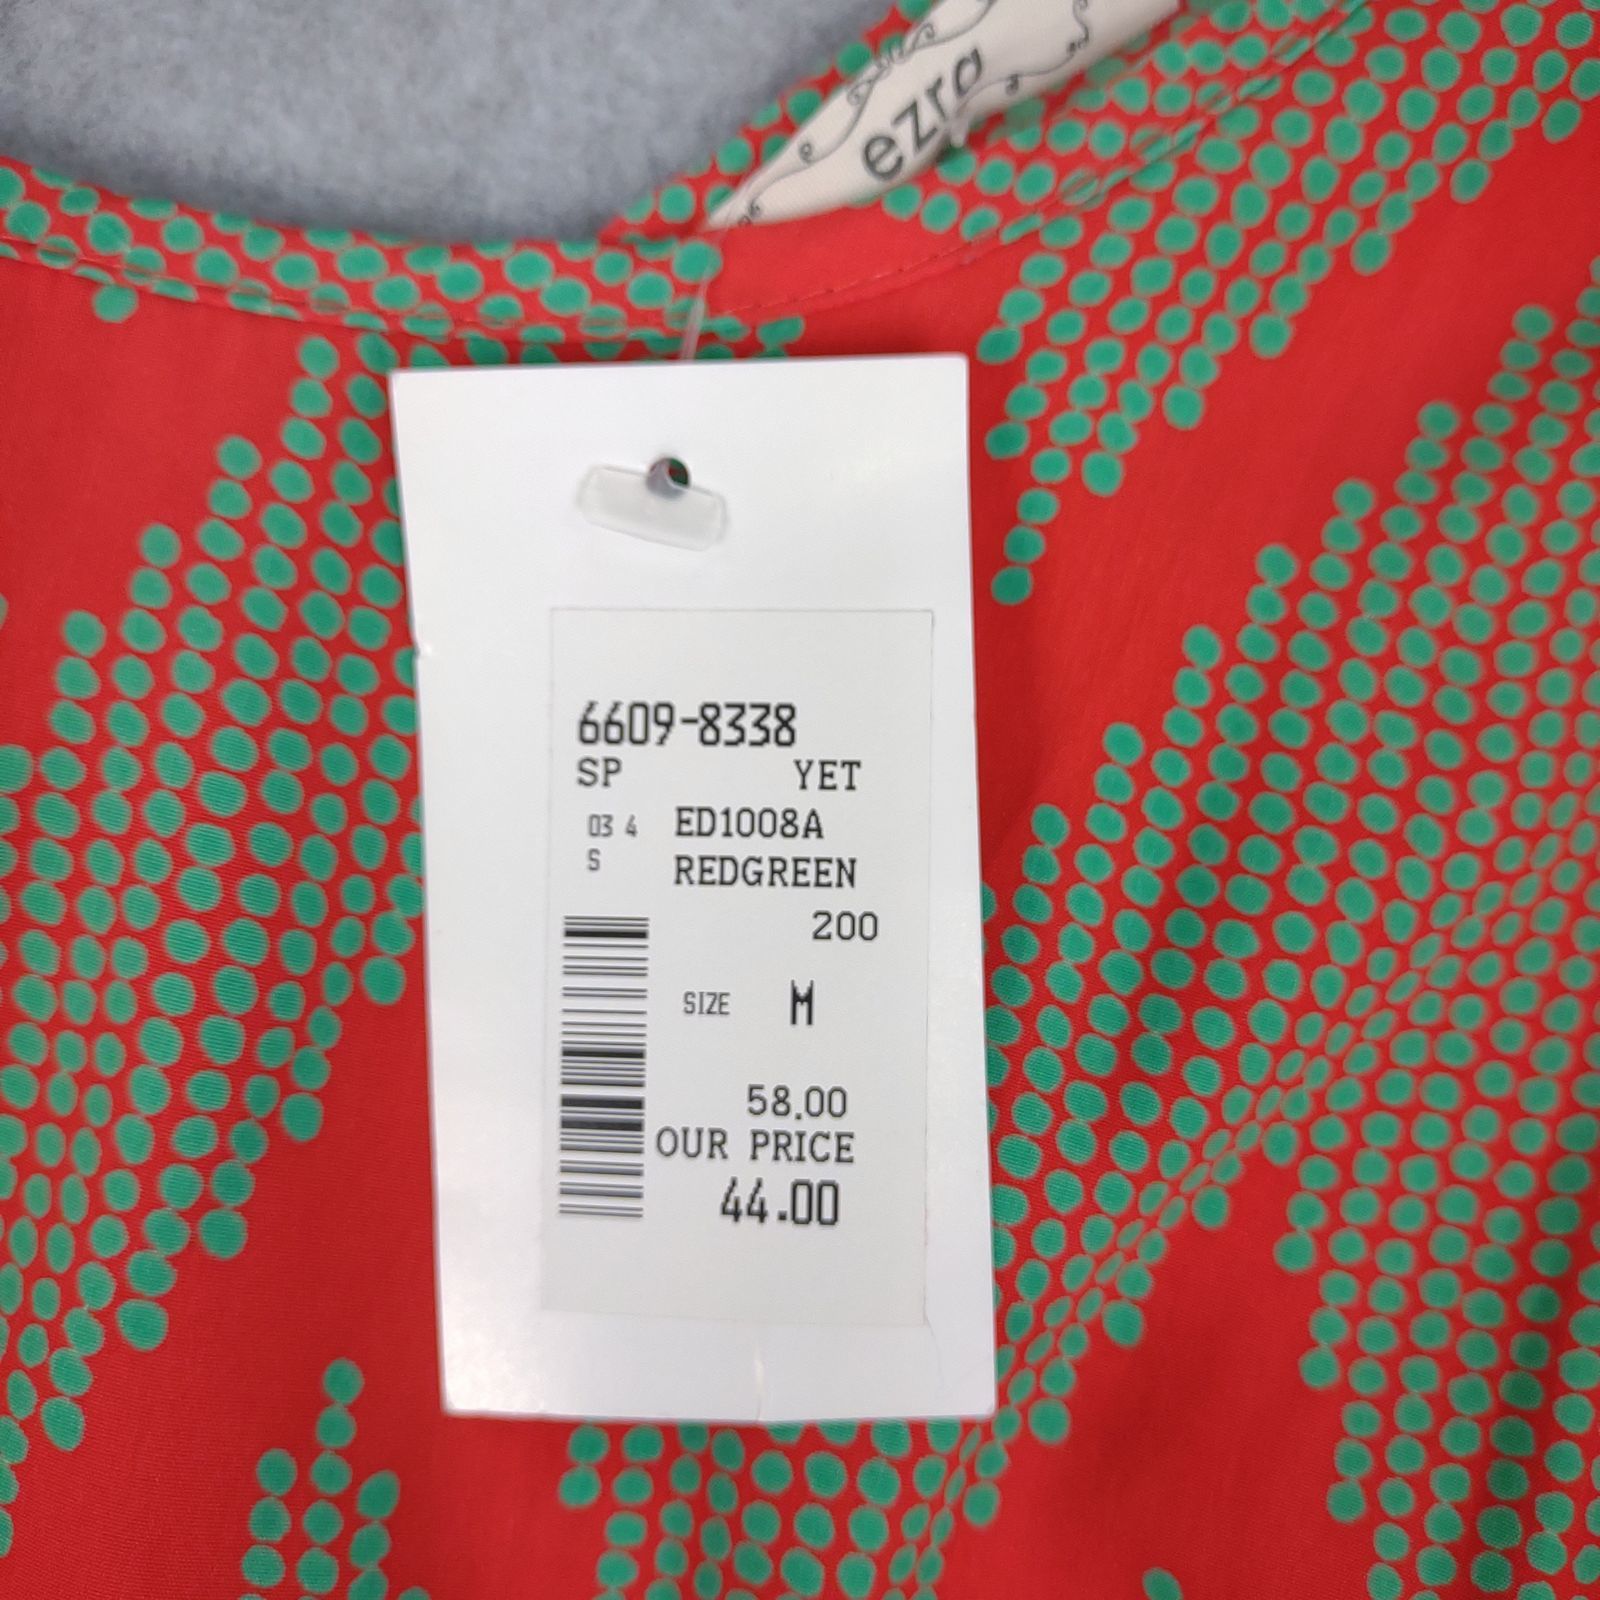 ezra
6609-8338
SP YET
03 4 ED1008A
S REDGREEN
200
SIZE M
58.00
OUR PRICE
44.00